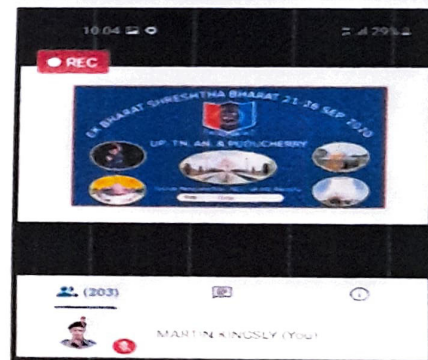 10:04
29%
REC
EK BHARAT SHRESHTHA BHARAT 21-26 SEP 2020
UP, TN, AN, & PUDUCHERRY
(203)
MARTIN KINGSLY (You)